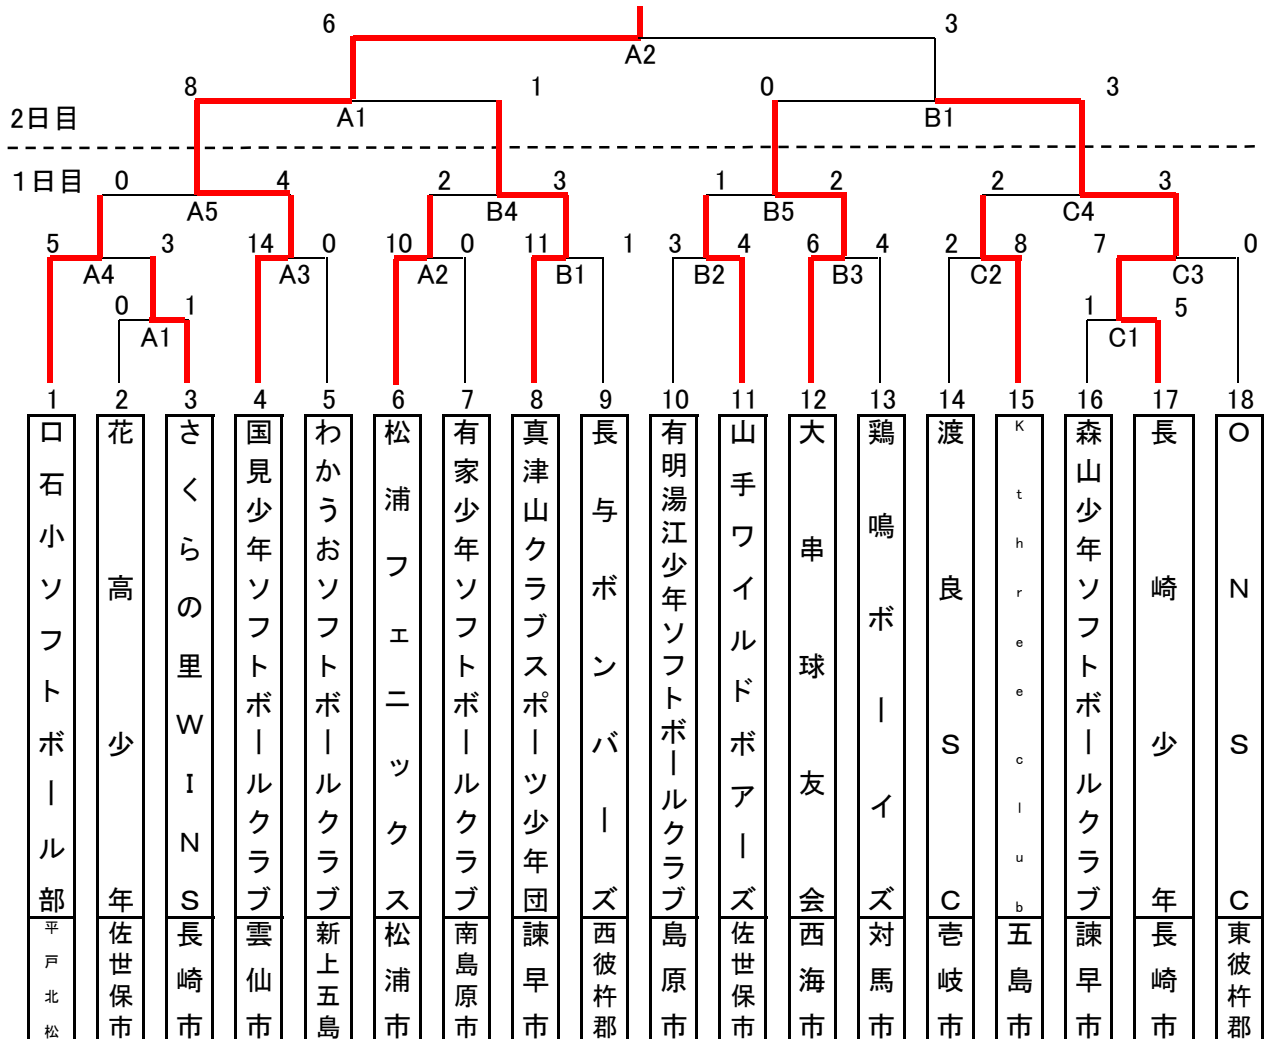 6 3
A2
8 1 0 3
A1 B1
2日目
1日目
0 4 2 3 1 2 2 3
A5 B4 B5 C4
5 3 14 0 10 0 11 1 3 4 6 4 2 8 7 0
A4 A3 A2 B1 B2 B3 C2 C3
0 1 1 5
A1 C1
1 2 3 4 5 6 7 8 9 10 11 12 13 14 15 16 17 18
口石小ソフトボール部
平戸北松
花高少年
佐世保市
さくらの里WINS
長崎市
国見少年ソフトボールクラブ
雲仙市
わかうおソフトボールクラブ
新上五島
松浦フェニックス
松浦市
有家少年ソフトボールクラブ
南島原市
真津山クラブスポーツ少年団
諫早市
長与ボンバーズ
西彼杵郡
有明湯江少年ソフトボールクラブ
島原市
山手ワイルドボアーズ
佐世保市
大串球友会
西海市
鶏鳴ボーイズ
対馬市
渡良SC
壱岐市
Kthree club
五島市
森山少年ソフトボールクラブ
諫早市
長崎少年
長崎市
ONSC
東彼杵郡